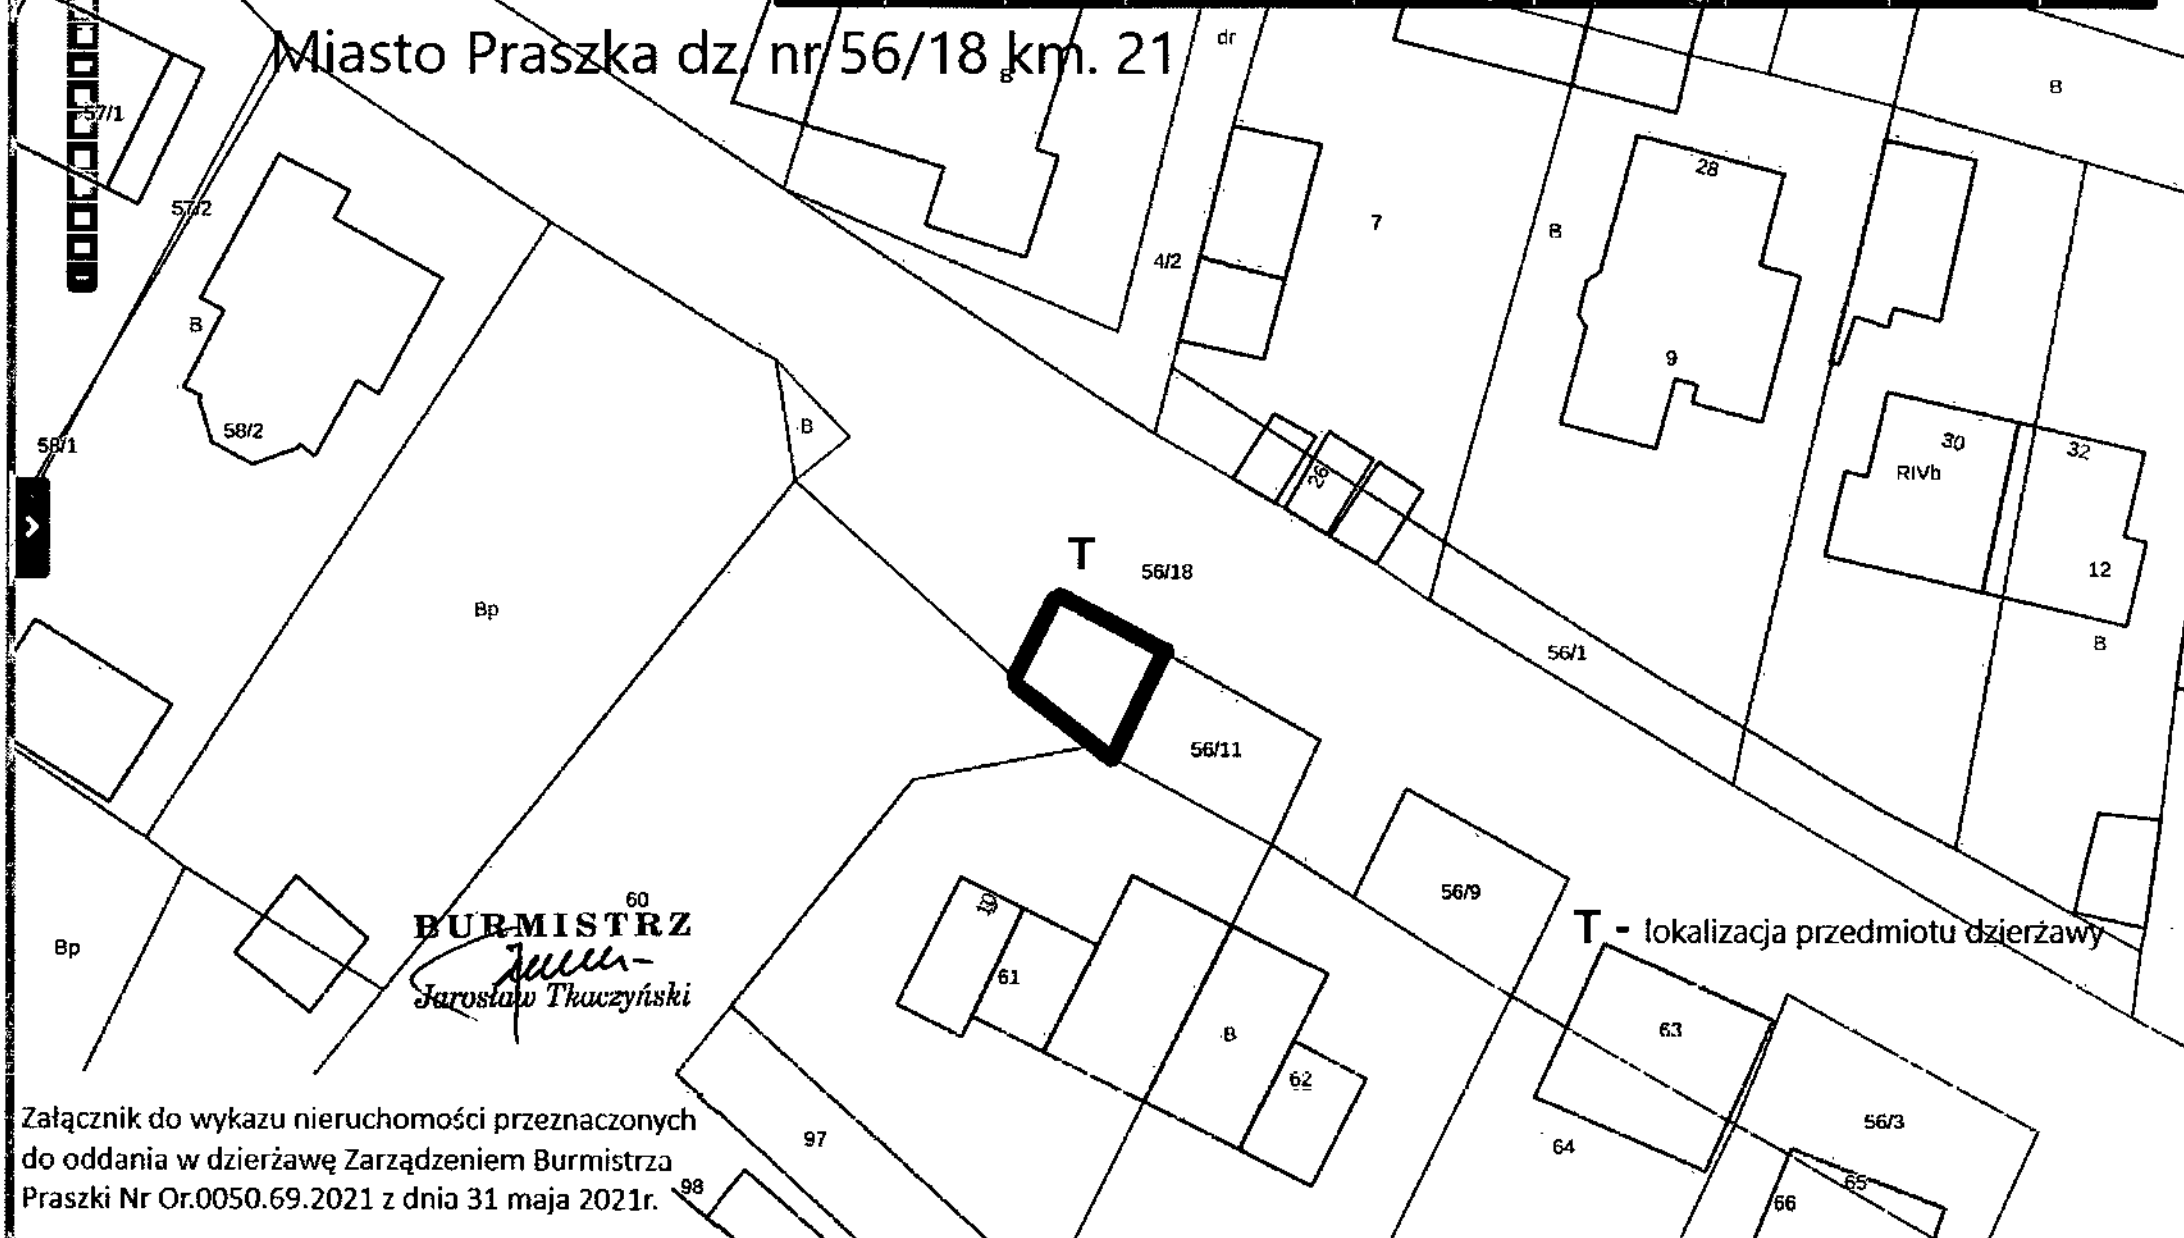 Miasto Praszka dz. nr 56/18 km. 21
dr
B
B
57/1
57/2
28
7
B
4/2
B
9
58/2
B
58/1
26
30
32
RIVb
T
56/18
12
Bp
B
56/1
56/11
60
56/9
BURMISTRZ
T - lokalizacja przedmiotu dzierżawy
Bp
61
Jarosław Tkaczyński
63
B
62
Załącznik do wykazu nieruchomości przeznaczonych
do oddania w dzierżawę Zarządzeniem Burmistrza
Praszki Nr Or.0050.69.2021 z dnia 31 maja 2021r.
97
64
56/3
98
65
66